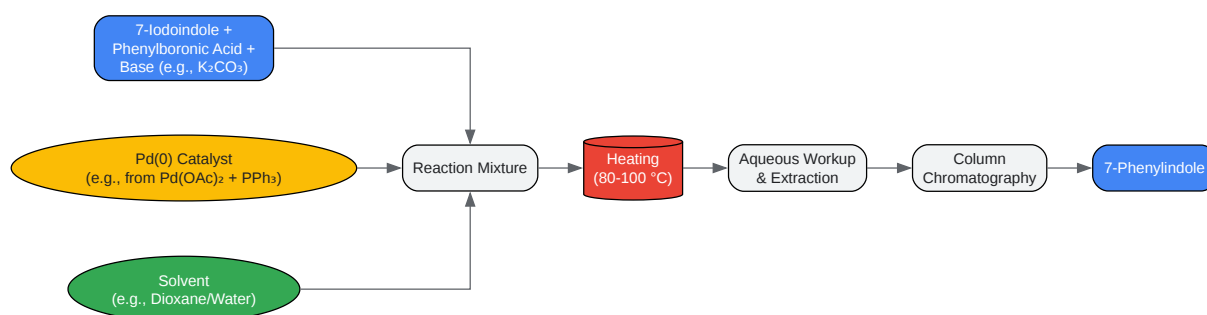 7-Iodoindole +
Phenylboronic Acid +
Base (e.g., K₂CO₃)
Pd(0) Catalyst
(e.g., from Pd(OAc)₂ + PPh₃)
Reaction Mixture
Heating
(80-100 °C)
Aqueous Workup
& Extraction
Column
Chromatography
7-Phenylindole
Solvent
(e.g., Dioxane/Water)